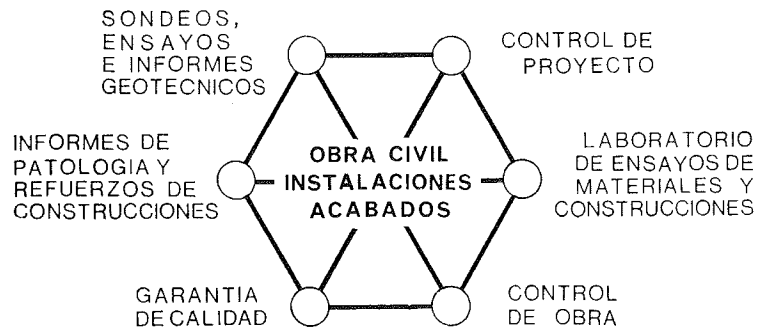 SONDEOS,
ENSAYOS
E INFORMES
GEOTECNICOS
CONTROL DE
PROYECTO
INFORMES DE
PATOLOGIA Y
REFUERZOS DE
CONSTRUCCIONES
OBRA CIVIL
INSTALACIONES
ACABADOS
LABORATORIO
DE ENSAYOS DE
MATERIALES Y
CONSTRUCCIONES
GARANTIA
DE CALIDAD
CONTROL
DE OBRA